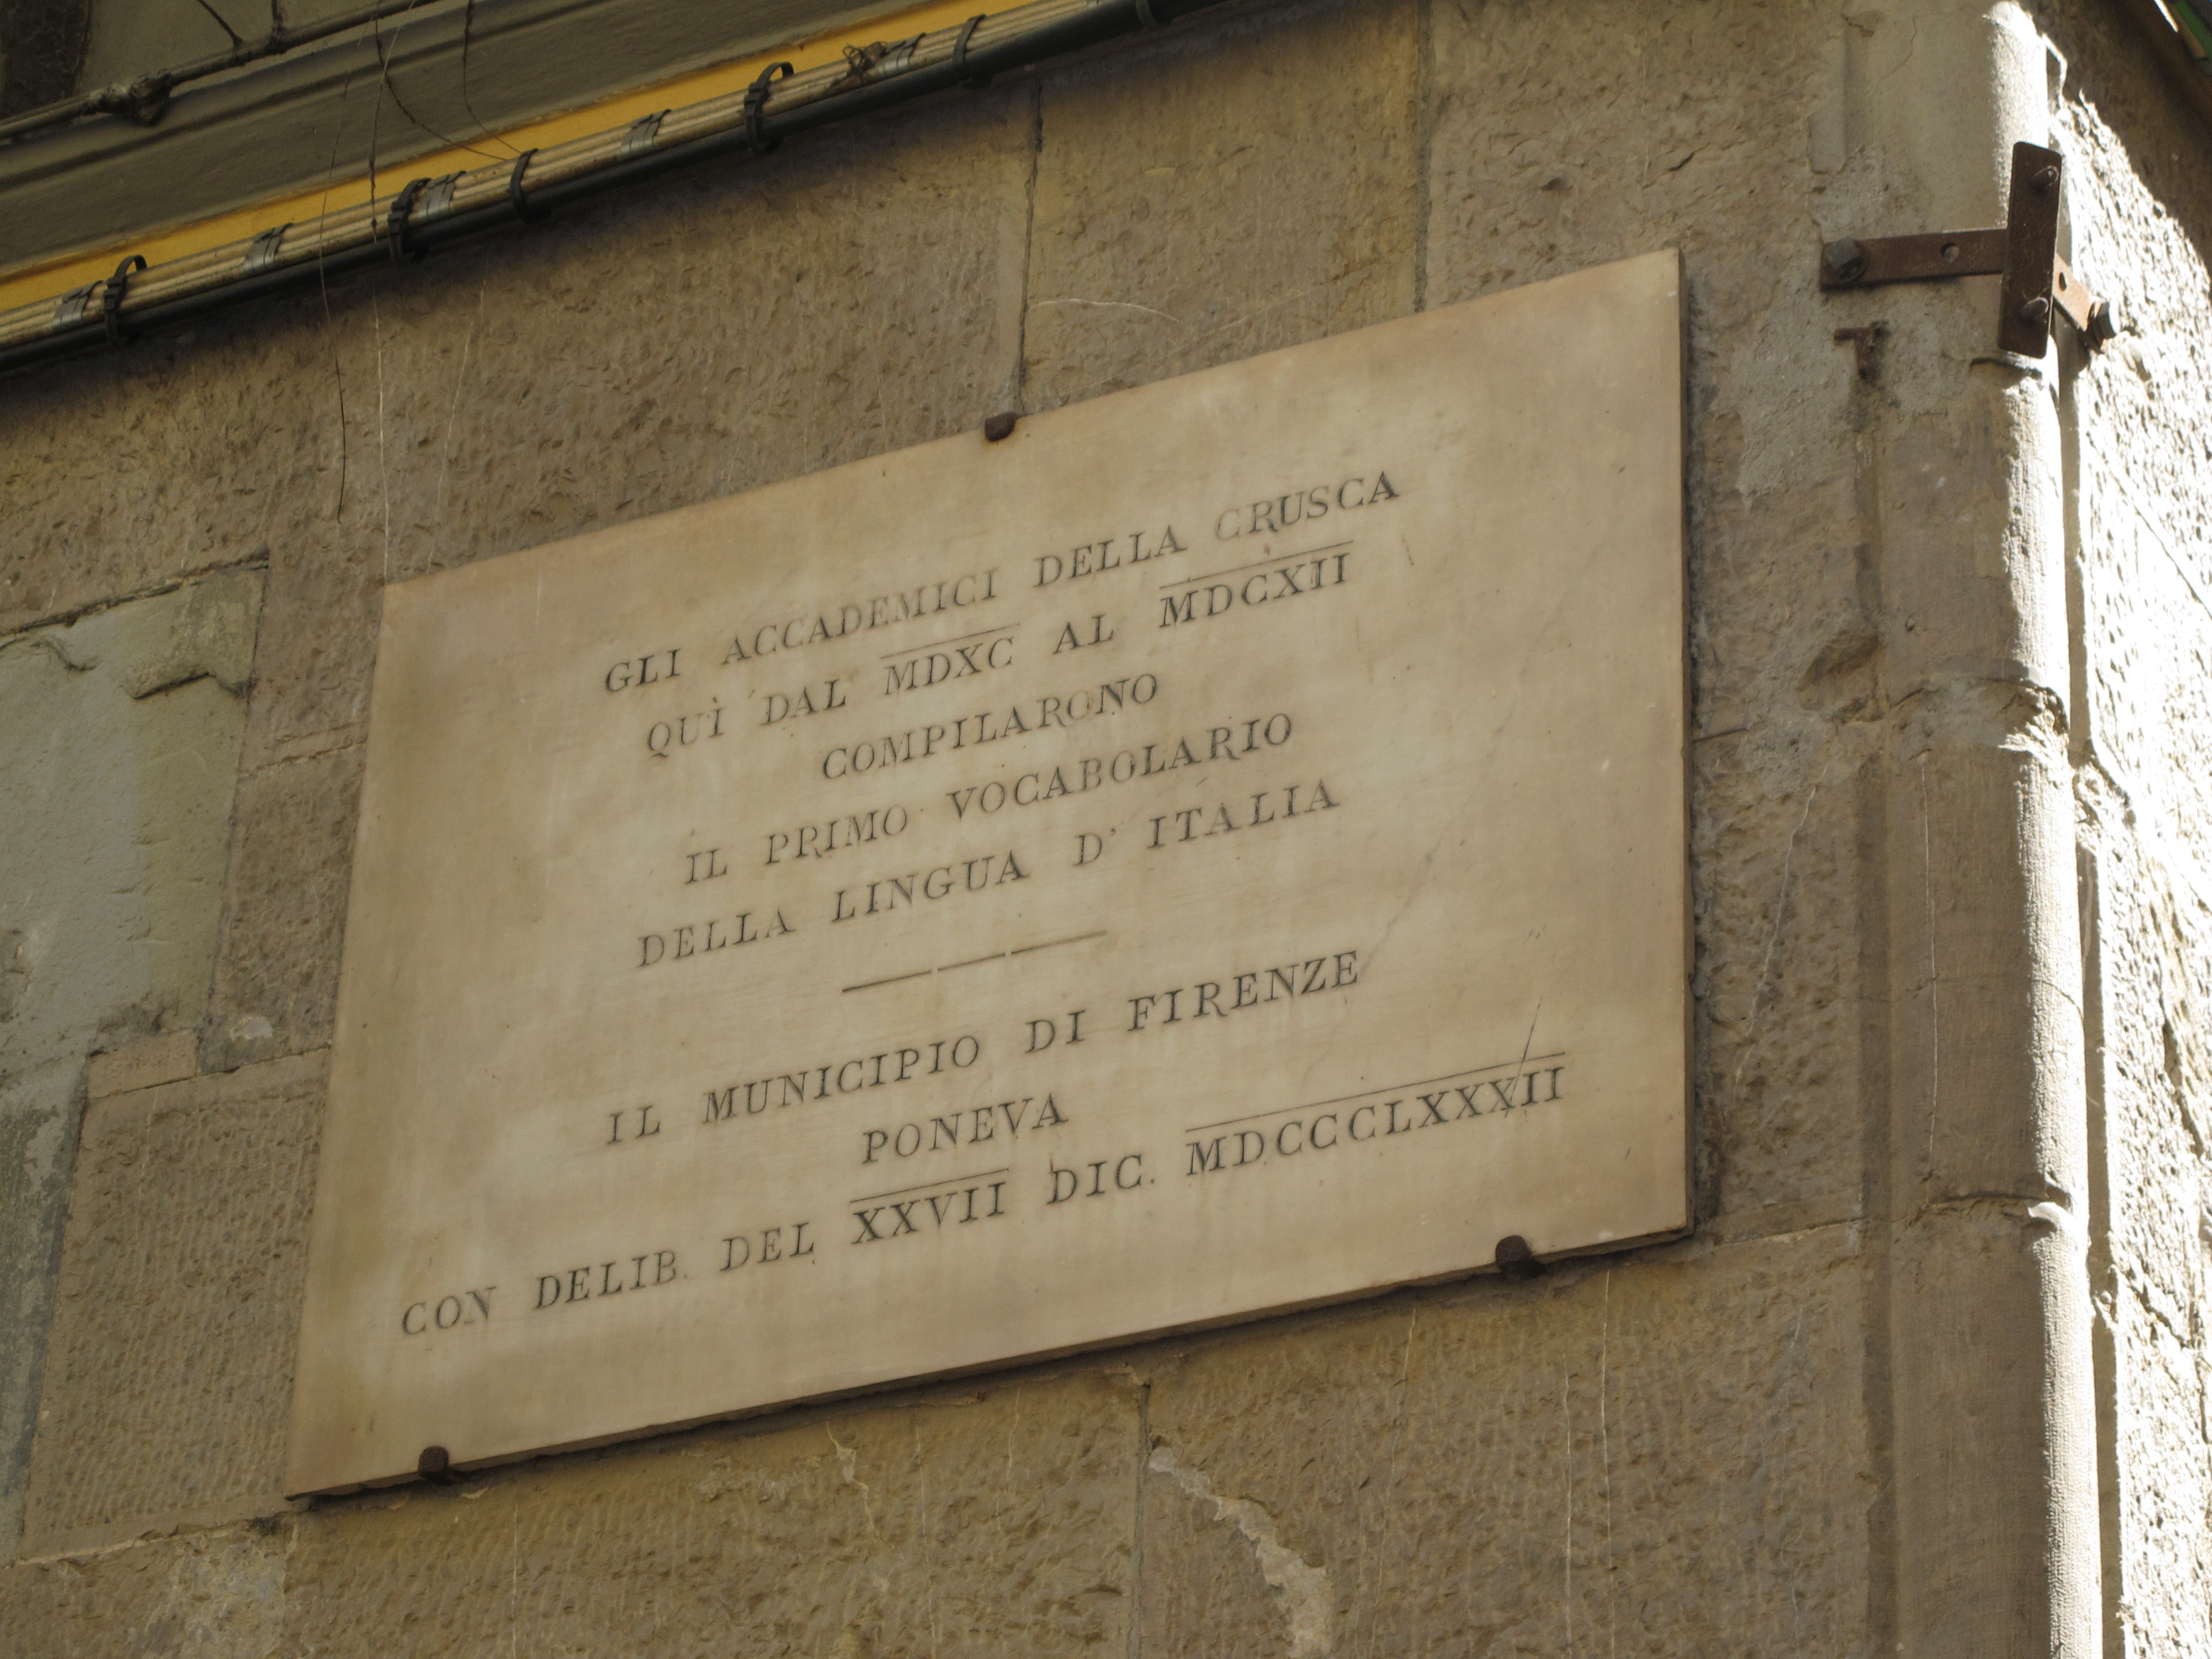 GLI ACCADEMICI DELLA CRUSCA
QUÌ DAL MDXC AL MDCXII
COMPILARONO
IL PRIMO VOCABOLARIO
DELLA LINGUA D' ITALIA
IL MUNICIPIO DI FIRENZE
PONEVA
CON DELIB. DEL XXVII DIC. MDCCCLXXXII